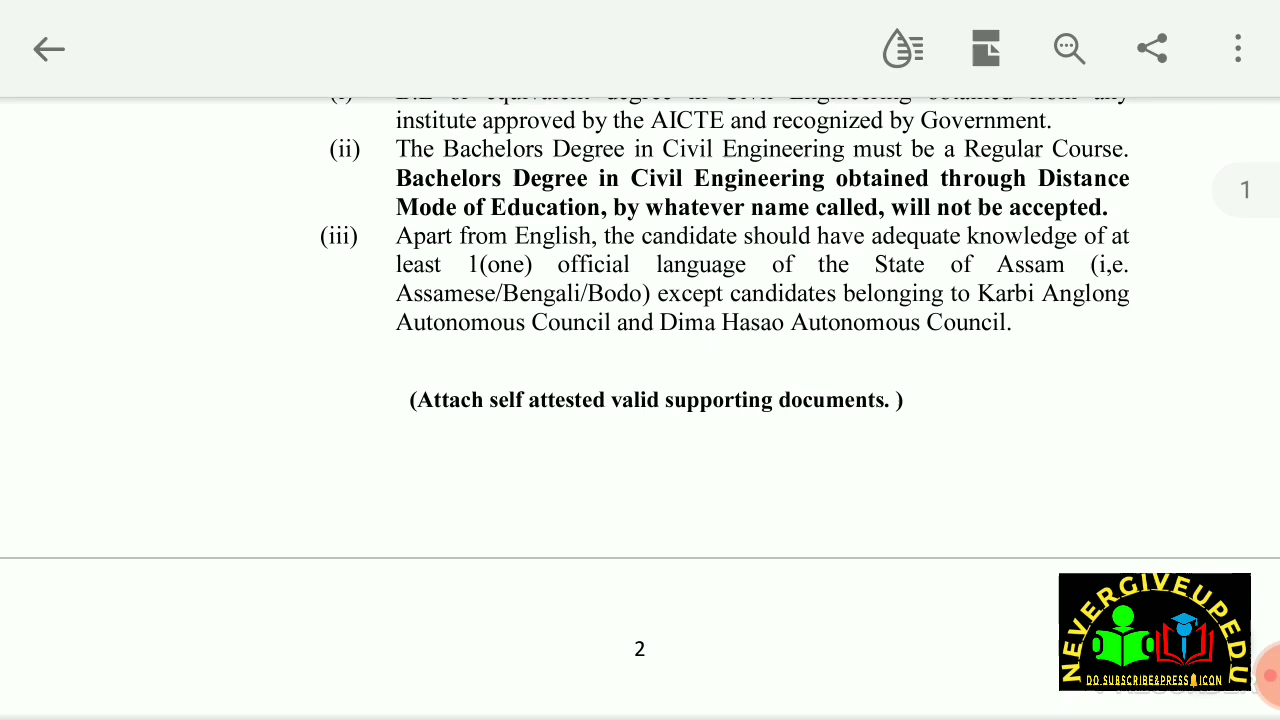 institute approved by the AICTE and recognized by Government.
(ii) The Bachelors Degree in Civil Engineering must be a Regular Course.
Bachelors Degree in Civil Engineering obtained through Distance
Mode of Education, by whatever name called, will not be accepted.
(iii) Apart from English, the candidate should have adequate knowledge of at
least 1(one) official language of the State of Assam (i,e.
Assamese/Bengali/Bodo) except candidates belonging to Karbi Anglong
Autonomous Council and Dima Hasao Autonomous Council.
(Attach self attested valid supporting documents. )
1
2
NEVERGIVEUPEDU
DO.SUBSCRIBE&PRESS ICON